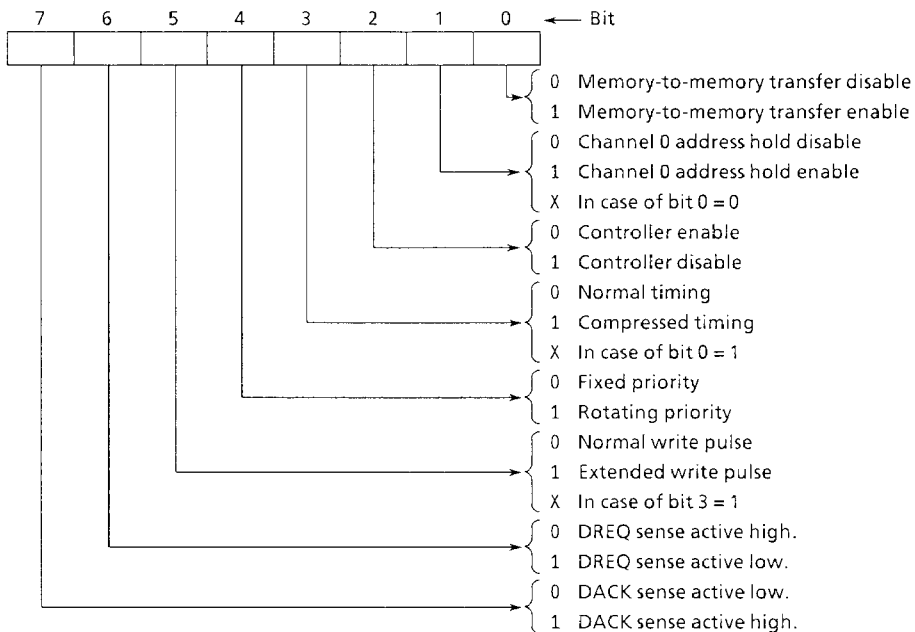 7 6 5 4 3 2 1 0 ← Bit
0 Memory-to-memory transfer disable
1 Memory-to-memory transfer enable
0 Channel 0 address hold disable
1 Channel 0 address hold enable
X In case of bit 0 = 0
0 Controller enable
1 Controller disable
0 Normal timing
1 Compressed timing
X In case of bit 0 = 1
0 Fixed priority
1 Rotating priority
0 Normal write pulse
1 Extended write pulse
X In case of bit 3 = 1
0 DREQ sense active high.
1 DREQ sense active low.
0 DACK sense active low.
1 DACK sense active high.